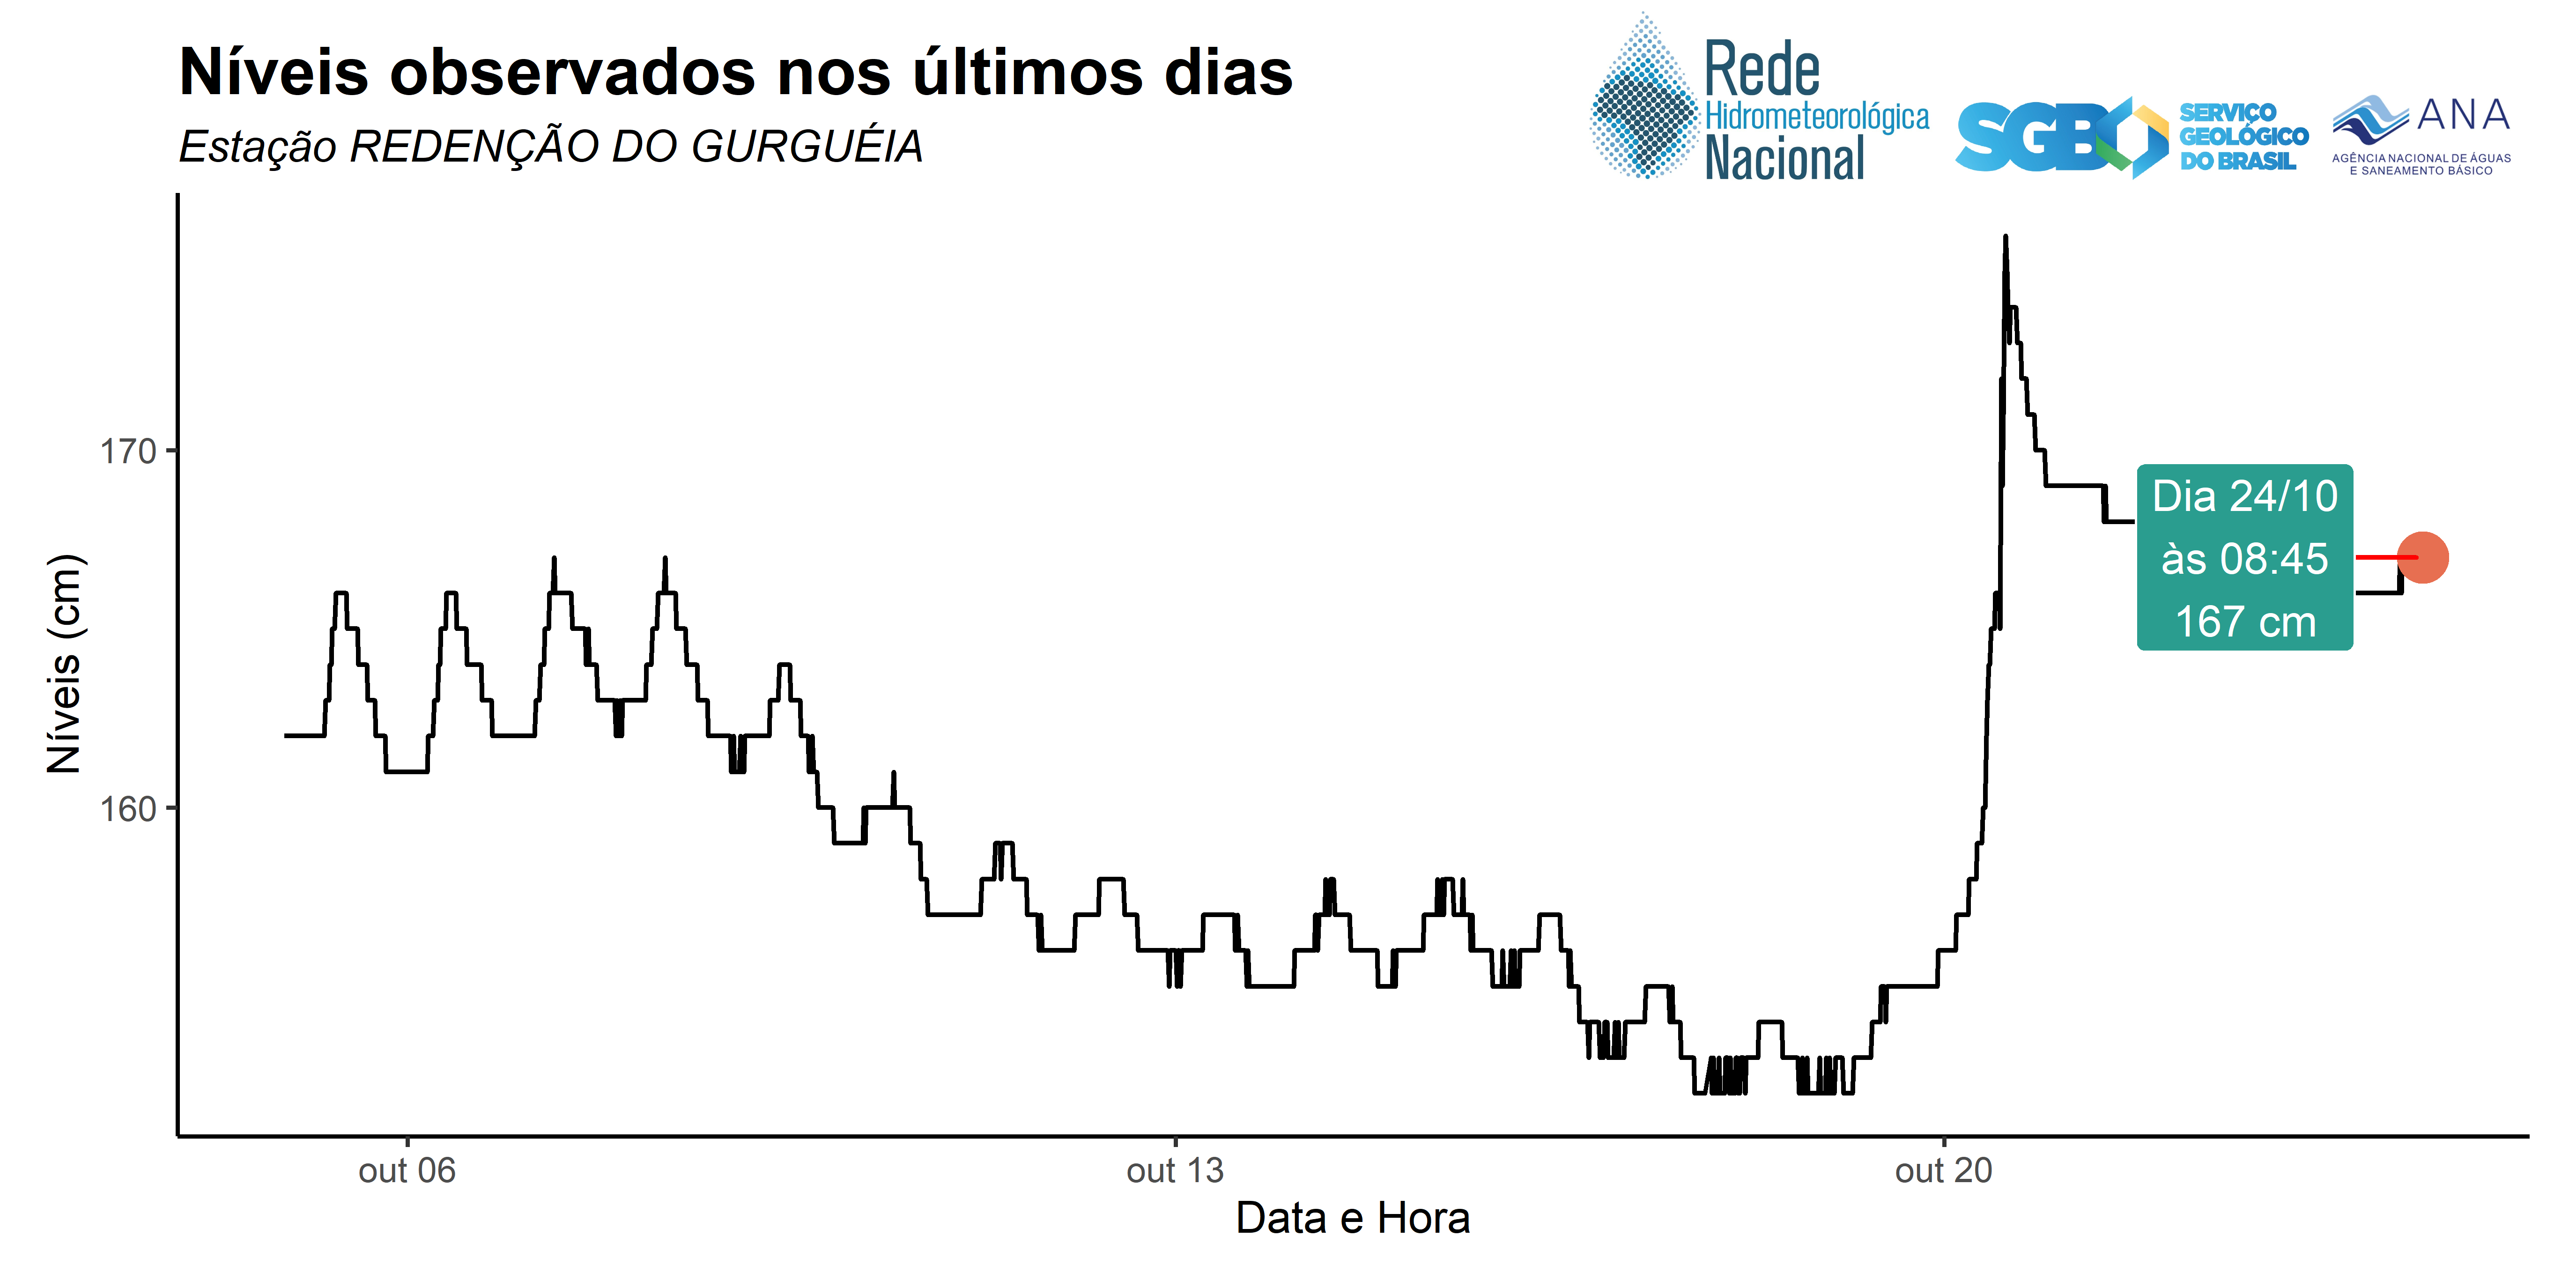 Níveis observados nos últimos dias
Estação REDENÇÃO DO GURGUÉIA
Rede
Hidrometeorológica
Nacional
SGB
SERVIÇO
GEOLÓGICO
DO BRASIL
ANA
AGÊNCIA NACIONAL DE ÁGUAS
E SANEAMENTO BÁSICO
Níveis (cm)
170
160
Dia 24/10
às 08:45
167 cm
out 06
out 13
out 20
Data e Hora